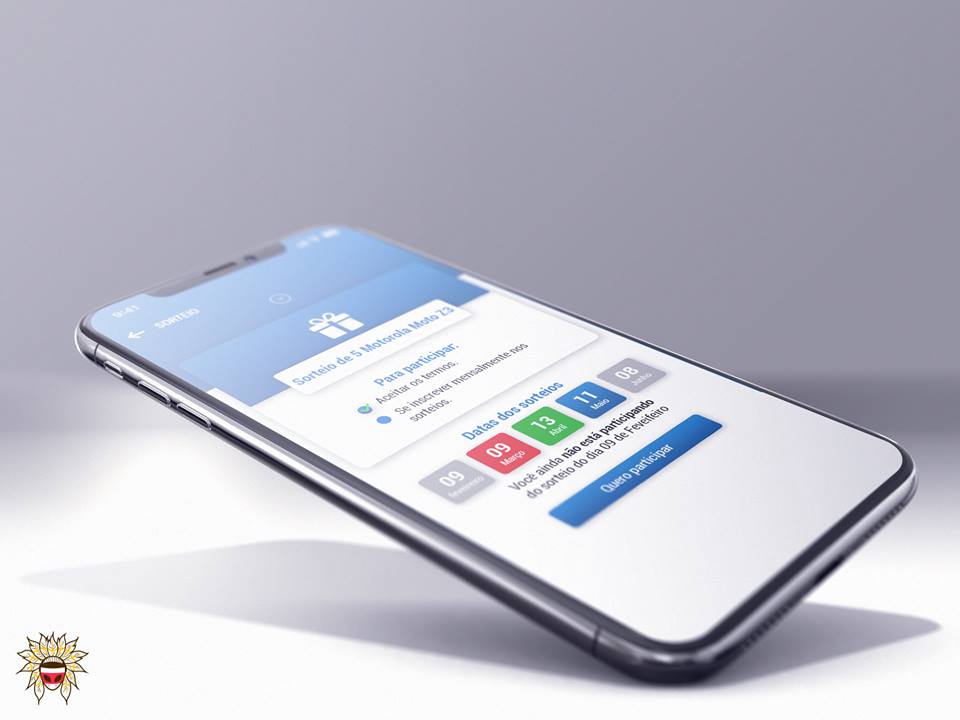 9:41
SORTEIO
Sorteio de 5 Motorola Moto Z3
Para participar:
Aceitar os termos.
Se inscrever mensalmente nos
sorteios.
Datas dos sorteios
09 09 13 11 08
fevereiro Março Abril Maio Junho
Você ainda não está participando
do sorteio do dia 09 de Feveifeiro
Quero participar